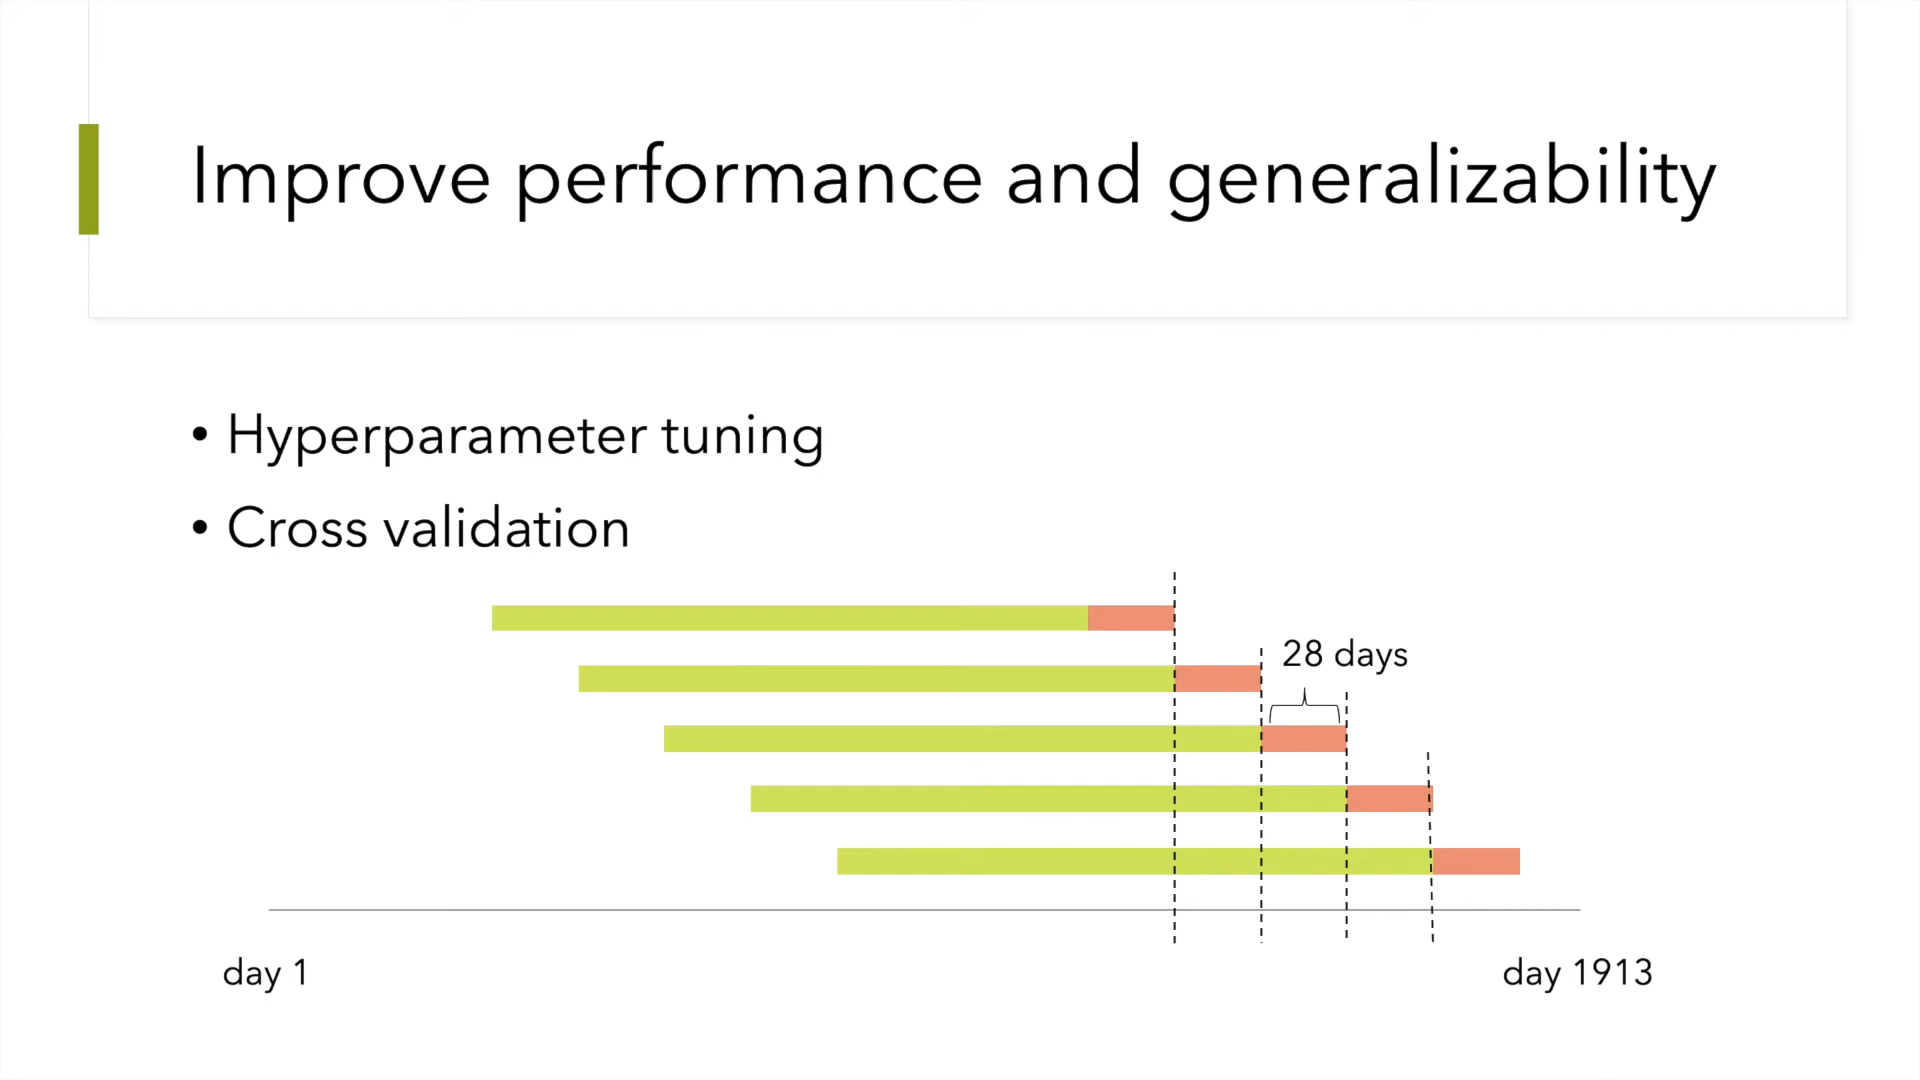 Improve performance and generalizability
• Hyperparameter tuning
• Cross validation
28 days
day 1
day 1913